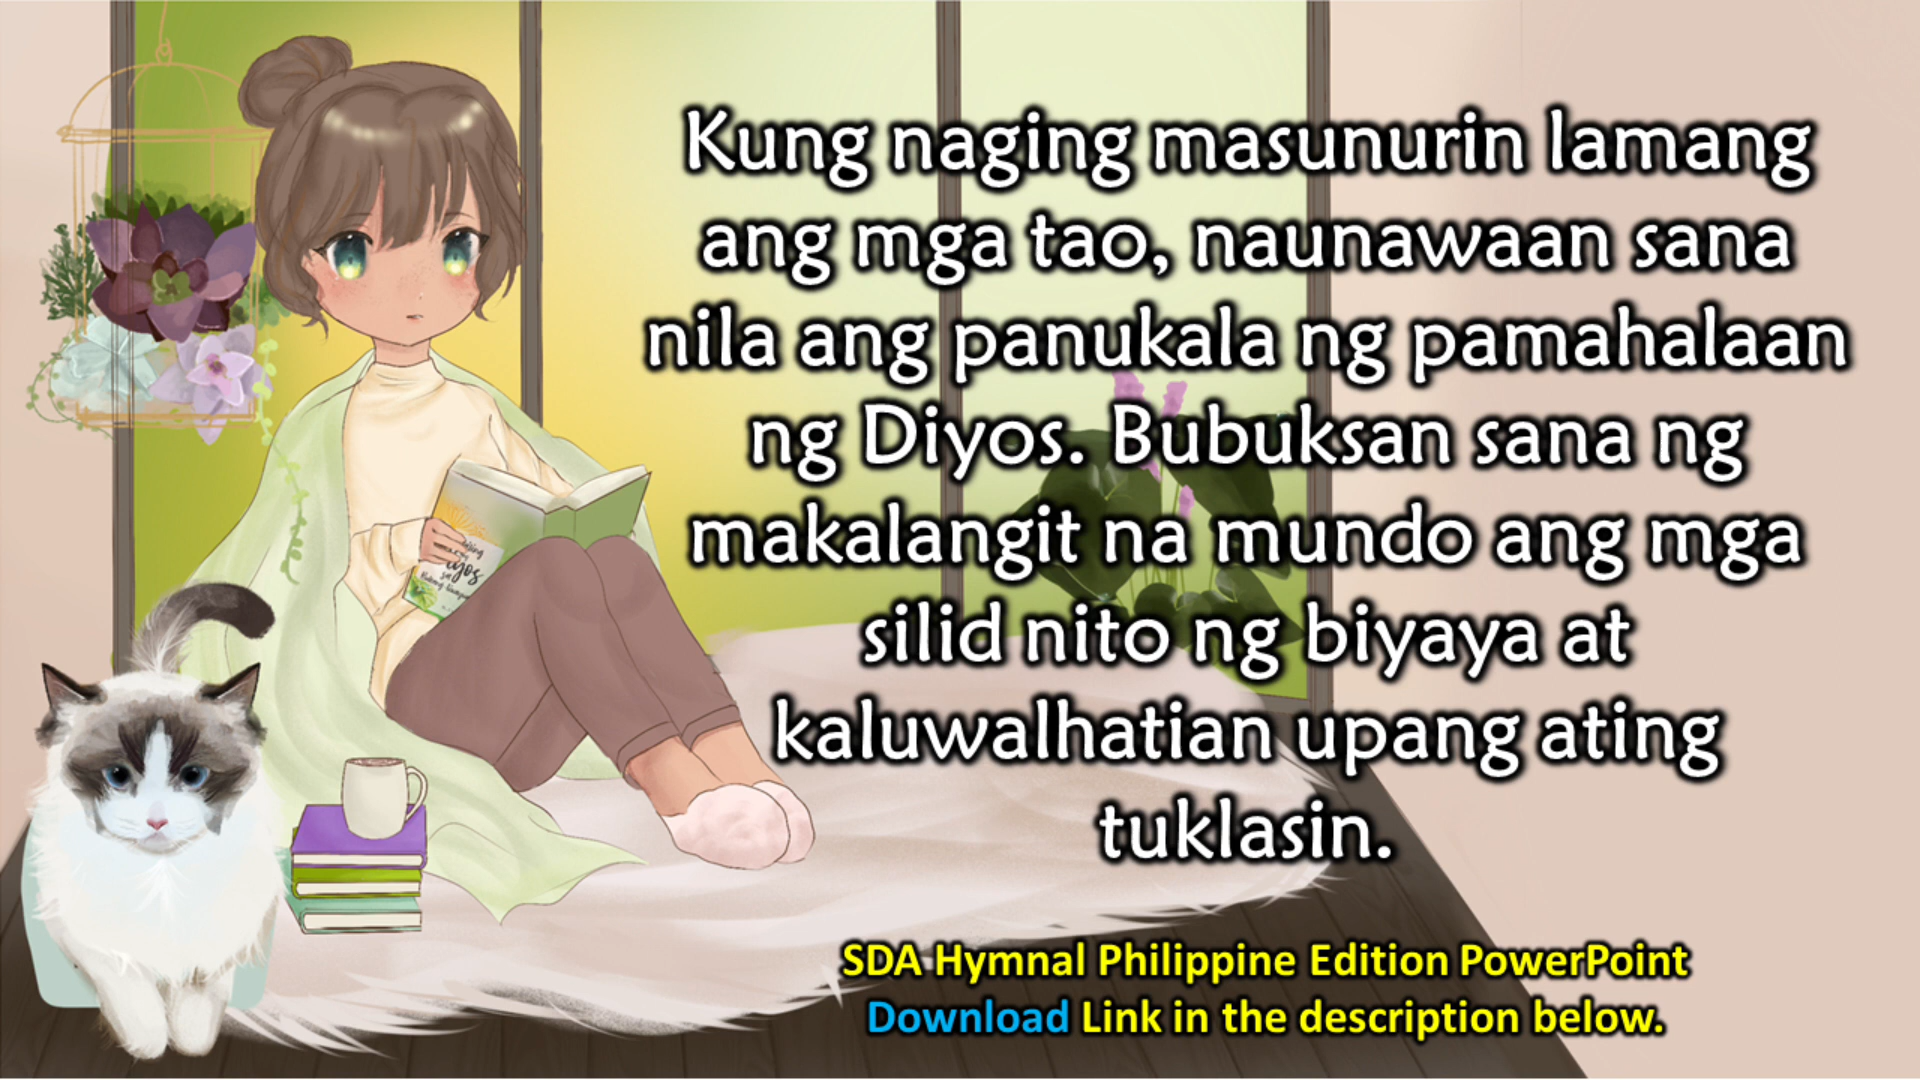 Kung naging masunurin lamang
ang mga tao, naunawaan sana
nila ang panukala ng pamahalaan
ng Diyos. Bubuksan sana ng
makalangit na mundo ang mga
silid nito ng biyaya at
kaluwalhatian upang ating
tuklasin.
SDA Hymnal Philippine Edition PowerPoint
Download Link in the description below.